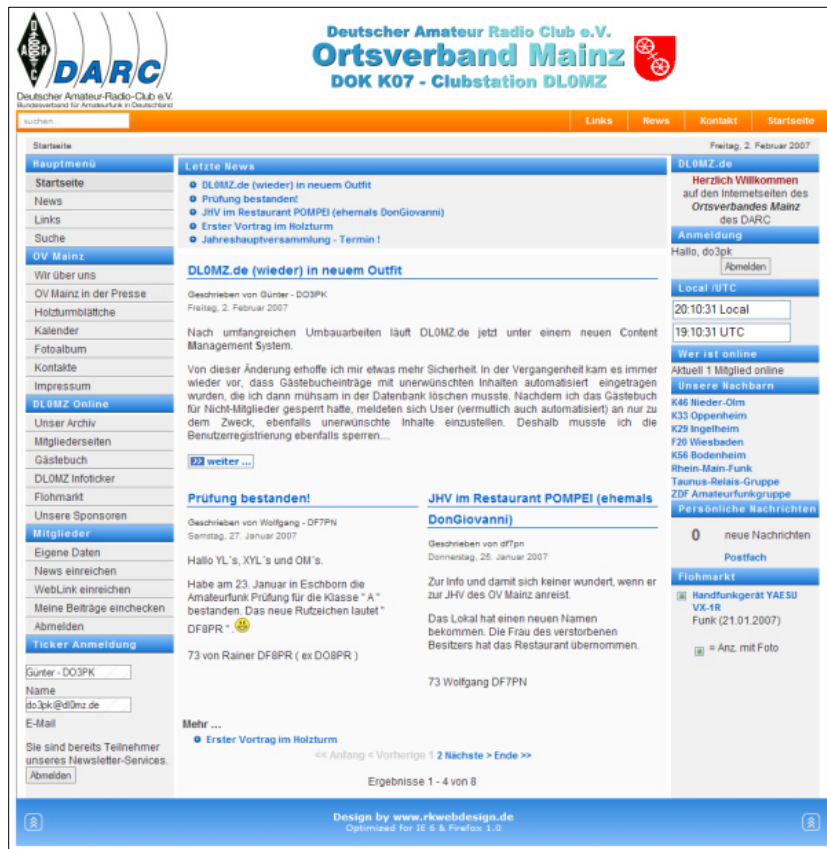 DARC
Deutscher Amateur-Radio-Club e.V.
Bundesverband für Amateurfunk in Deutschland
Deutscher Amateur Radio Club e.V.
Ortsverband Mainz
DOK K07 - Clubstation DL0MZ
suchen...
Links News Kontakt Startseite
Startseite
Freitag, 2. Februar 2007
Hauptmenü
Startseite
News
Links
Suche
OV Mainz
Wir über uns
OV Mainz in der Presse
Holzturmblättche
Kalender
Fotoalbum
Kontakte
Impressum
DL0MZ Online
Unser Archiv
Mitgliederseiten
Gästebuch
DL0MZ Infoticker
Flohmarkt
Unsere Sponsoren
Mitglieder
Eigene Daten
News einreichen
WebLink einreichen
Meine Beiträge einchecken
Abmelden
Ticker Anmeldung
Günter - DO3PK
Name
do3pk@dl0mz.de
E-Mail
Sie sind bereits Teilnehmer
unseres Newsletter-Services.
Abmelden
Letzte News
DL0MZ.de (wieder) in neuem Outfit
Prüfung bestanden!
JHV im Restaurant POMPEI (ehemals DonGiovanni)
Erster Vortrag im Holzturm
Jahreshauptversammlung - Termin !
DL0MZ.de (wieder) in neuem Outfit
Geschrieben von Günter - DO3PK
Freitag, 2. Februar 2007
Nach umfangreichen Umbauarbeiten läuft DL0MZ.de jetzt unter einem neuen Content
Management System.
Von dieser Änderung erhoffe ich mir etwas mehr Sicherheit. In der Vergangenheit kam es immer
wieder vor, dass Gästebucheinträge mit unerwünschten Inhalten automatisiert eingetragen
wurden, die ich dann mühsam in der Datenbank löschen musste. Nachdem ich das Gästebuch
für Nicht-Mitglieder gesperrt hatte, meldeten sich User (vermutlich auch automatisiert) an nur zu
dem Zweck, ebenfalls unerwünschte Inhalte einzustellen. Deshalb musste ich die
Benutzerregistrierung ebenfalls sperren....
weiter ...
Prüfung bestanden!
Geschrieben von Wolfgang - DF7PN
Samstag, 27. Januar 2007
Hallo YL´s, XYL´s und OM´s.
Habe am 23. Januar in Eschborn die
Amateurfunk Prüfung für die Klasse " A "
bestanden. Das neue Rufzeichen lautet "
DF8PR " .
73 von Rainer DF8PR ( ex DO8PR )
JHV im Restaurant POMPEI (ehemals
DonGiovanni)
Geschrieben von df7pn
Donnerstag, 25. Januar 2007
Zur Info und damit sich keiner wundert, wenn er
zur JHV des OV Mainz anreist.
Das Lokal hat einen neuen Namen
bekommen. Die Frau des verstorbenen
Besitzers hat das Restaurant übernommen.
73 Wolfgang DF7PN
Mehr ...
Erster Vortrag im Holzturm
<< Anfang < Vorherige 1 2 Nächste > Ende >>
Ergebnisse 1 - 4 von 8
DL0MZ.de
Herzlich Willkommen
auf den Internetseiten des
Ortsverbandes Mainz
des DARC
Anmeldung
Hallo, do3pk
Abmelden
Local /UTC
20:10:31 Local
19:10:31 UTC
Wer ist online
Aktuell 1 Mitglied online
Unsere Nachbarn
K46 Nieder-Olm
K33 Oppenheim
K29 Ingelheim
F20 Wiesbaden
K56 Bodenheim
Rhein-Main-Funk
Taunus-Relais-Gruppe
ZDF Amateurfunkgruppe
Persönliche Nachrichten
0 neue Nachrichten
Postfach
Flohmarkt
Handfunkgerät YAESU
VX-1R
Funk (21.01.2007)
= Anz. mit Foto
Design by www.rkwebdesign.de
Optimized for IE 6 & Firefox 1.0